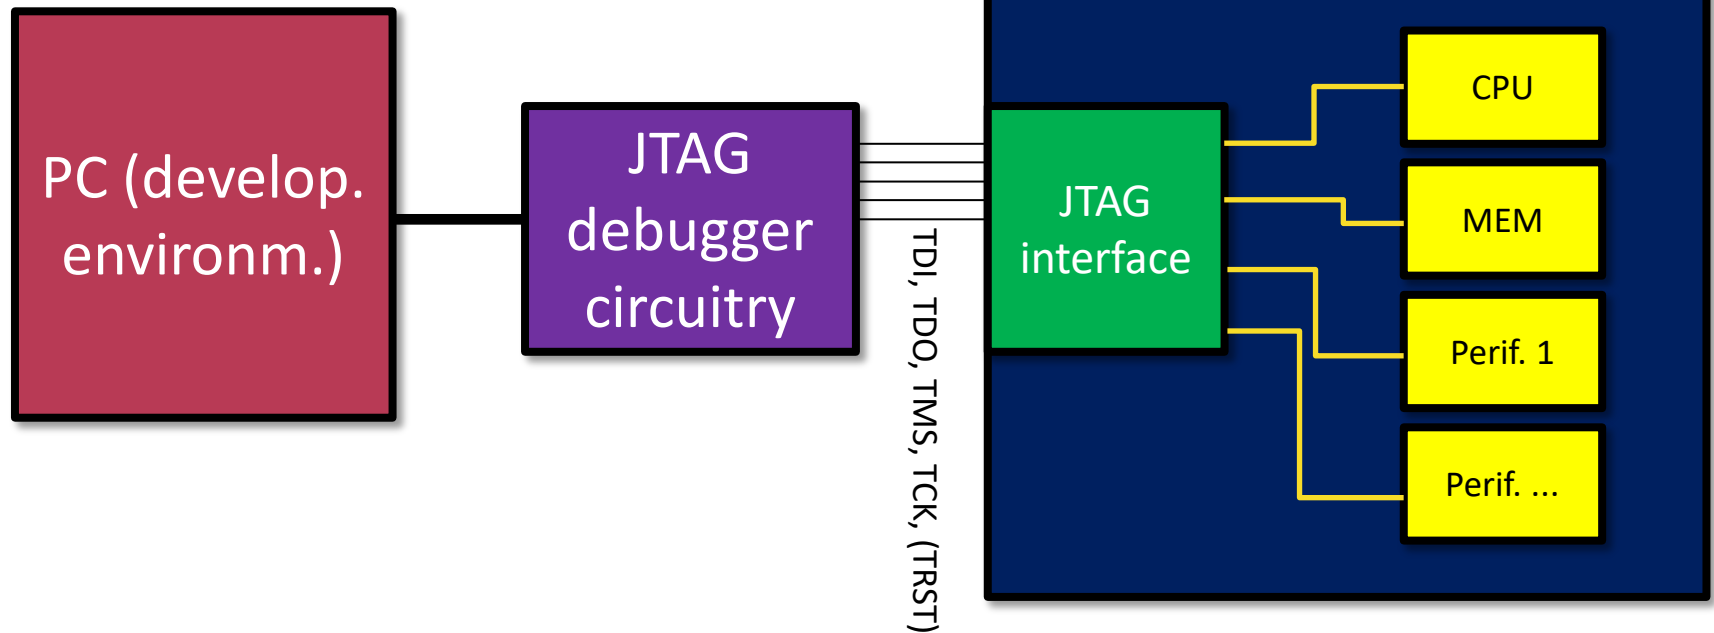 PC (develop.
environm.)
JTAG
debugger
circuitry
TDI, TDO, TMS, TCK, (TRST)
JTAG
interface
CPU
MEM
Perif. 1
Perif. ...